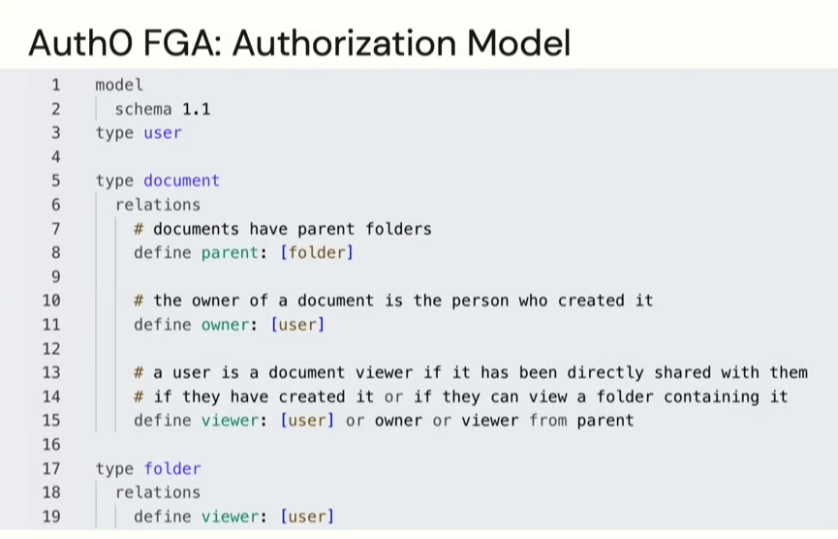 Auth0 FGA: Authorization Model
1 model
2 schema 1.1
3 type user
4
5 type document
6 relations
7 # documents have parent folders
8 define parent: [folder]
9
10 # the owner of a document is the person who created it
11 define owner: [user]
12
13 # a user is a document viewer if it has been directly shared with them
14 # if they have created it or if they can view a folder containing it
15 define viewer: [user] or owner or viewer from parent
16
17 type folder
18 relations
19 define viewer: [user]